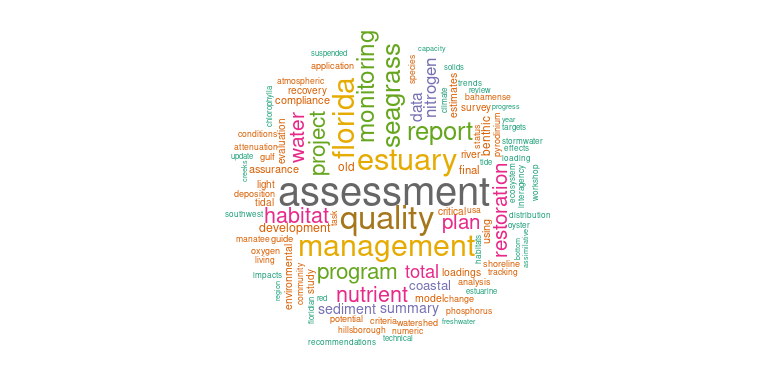 capacity
suspended
monitoring
seagrass
species
solids
application
nitrogen
atmospheric
florida
climate
estimates
trends
recovery
review
chlorophylla
compliance
data
bahamense
survey
progress
water
project
report
year
pyrodinium
targets
conditions
evaluation
status
benthic
stormwater
attenuation
effects
update
gulf
old
estuary
river
tide
loading
creeks
assurance
final
ecosystem
interagency
workshop
light
assessment
deposition
tidal
restoration
southwest
habitat
task
quality
critical
usa
distribution
plan
oyster
development
using
manatee
guide
management
habitats
bottom
assimilative
oxygen
living
environmental
shoreline
impacts
community
study
program
total
loadings
tracking
region
coastal
analysis
red
nutrient
estuarine
model
change
floridan
sediment
summary
phosphorus
potential
criteria
watershed
freshwater
hillsborough
numeric
recommendations
technical